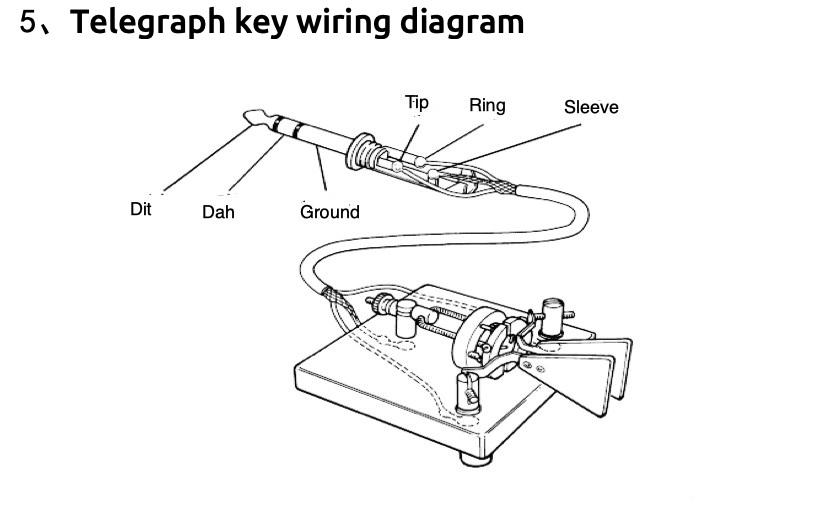 5、Telegraph key wiring diagram
Tip
Ring
Sleeve
Dit
Dah
Ground